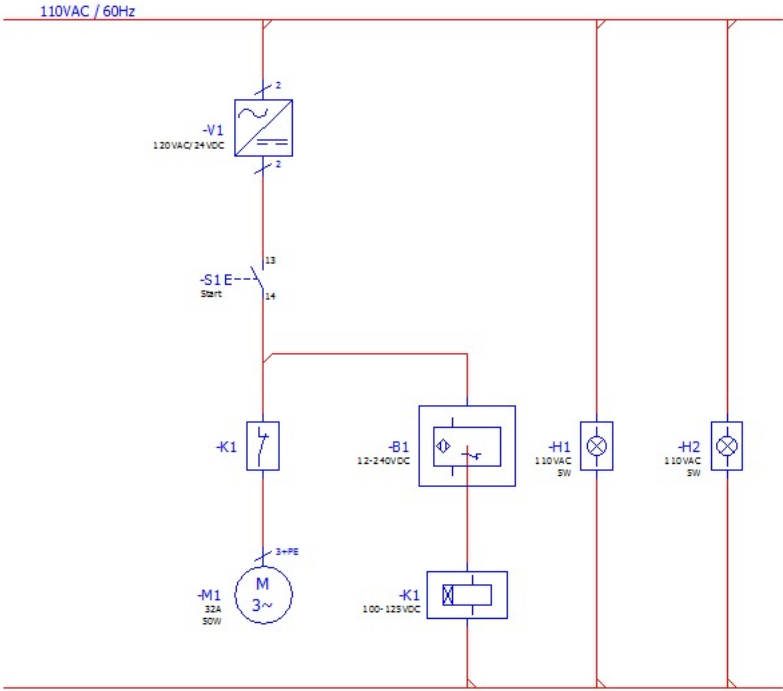 110VAC / 60Hz
2
-V1
120VAC/24VDC
2
13
-S1 E
Start
14
-K1
-B1
12-240VDC
-H1
110VAC
5W
-H2
110VAC
5W
3+PE
-M1
32A
50W
M
3~
-K1
100-125VDC